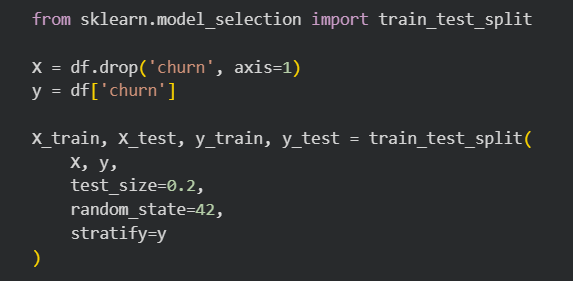 from sklearn.model_selection import train_test_split
X = df.drop('churn', axis=1)
y = df['churn']
X_train, X_test, y_train, y_test = train_test_split(
    X, y,
    test_size=0.2,
    random_state=42,
    stratify=y
)